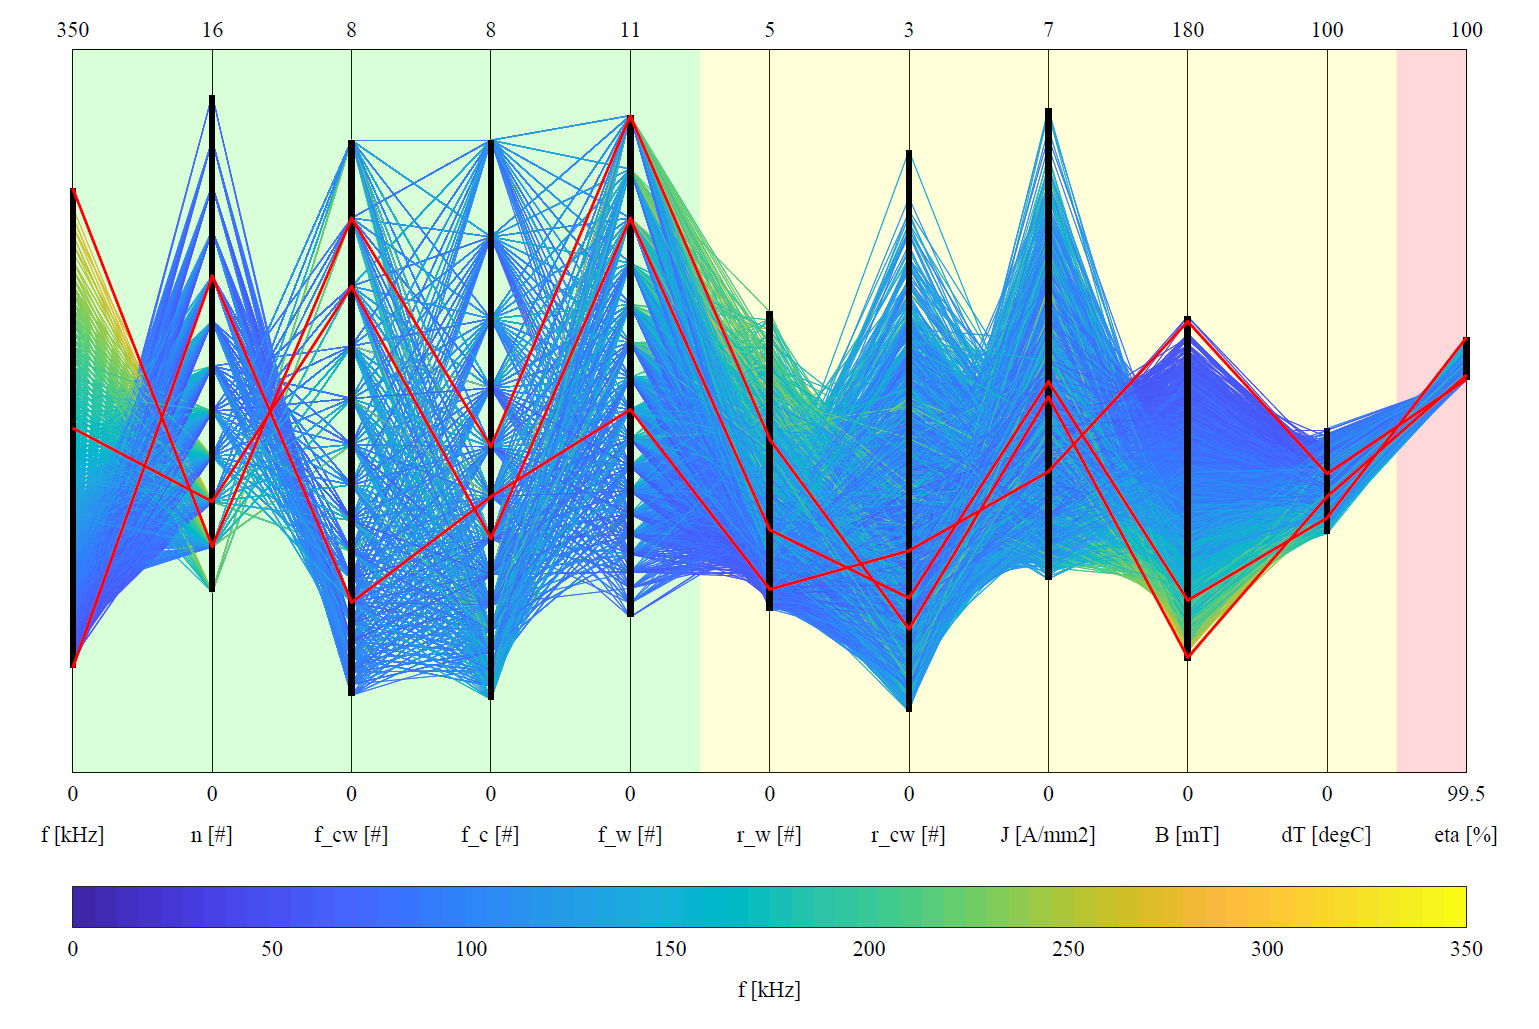 350 16 8 8 11 5 3 7 180 100 100
0 0 0 0 0 0 0 0 0 0 99.5
f [kHz] n [#] f_cw [#] f_c [#] f_w [#] r_w [#] r_cw [#] J [A/mm2] B [mT] dT [degC] eta [%]
0 50 100 150 200 250 300 350
f [kHz]